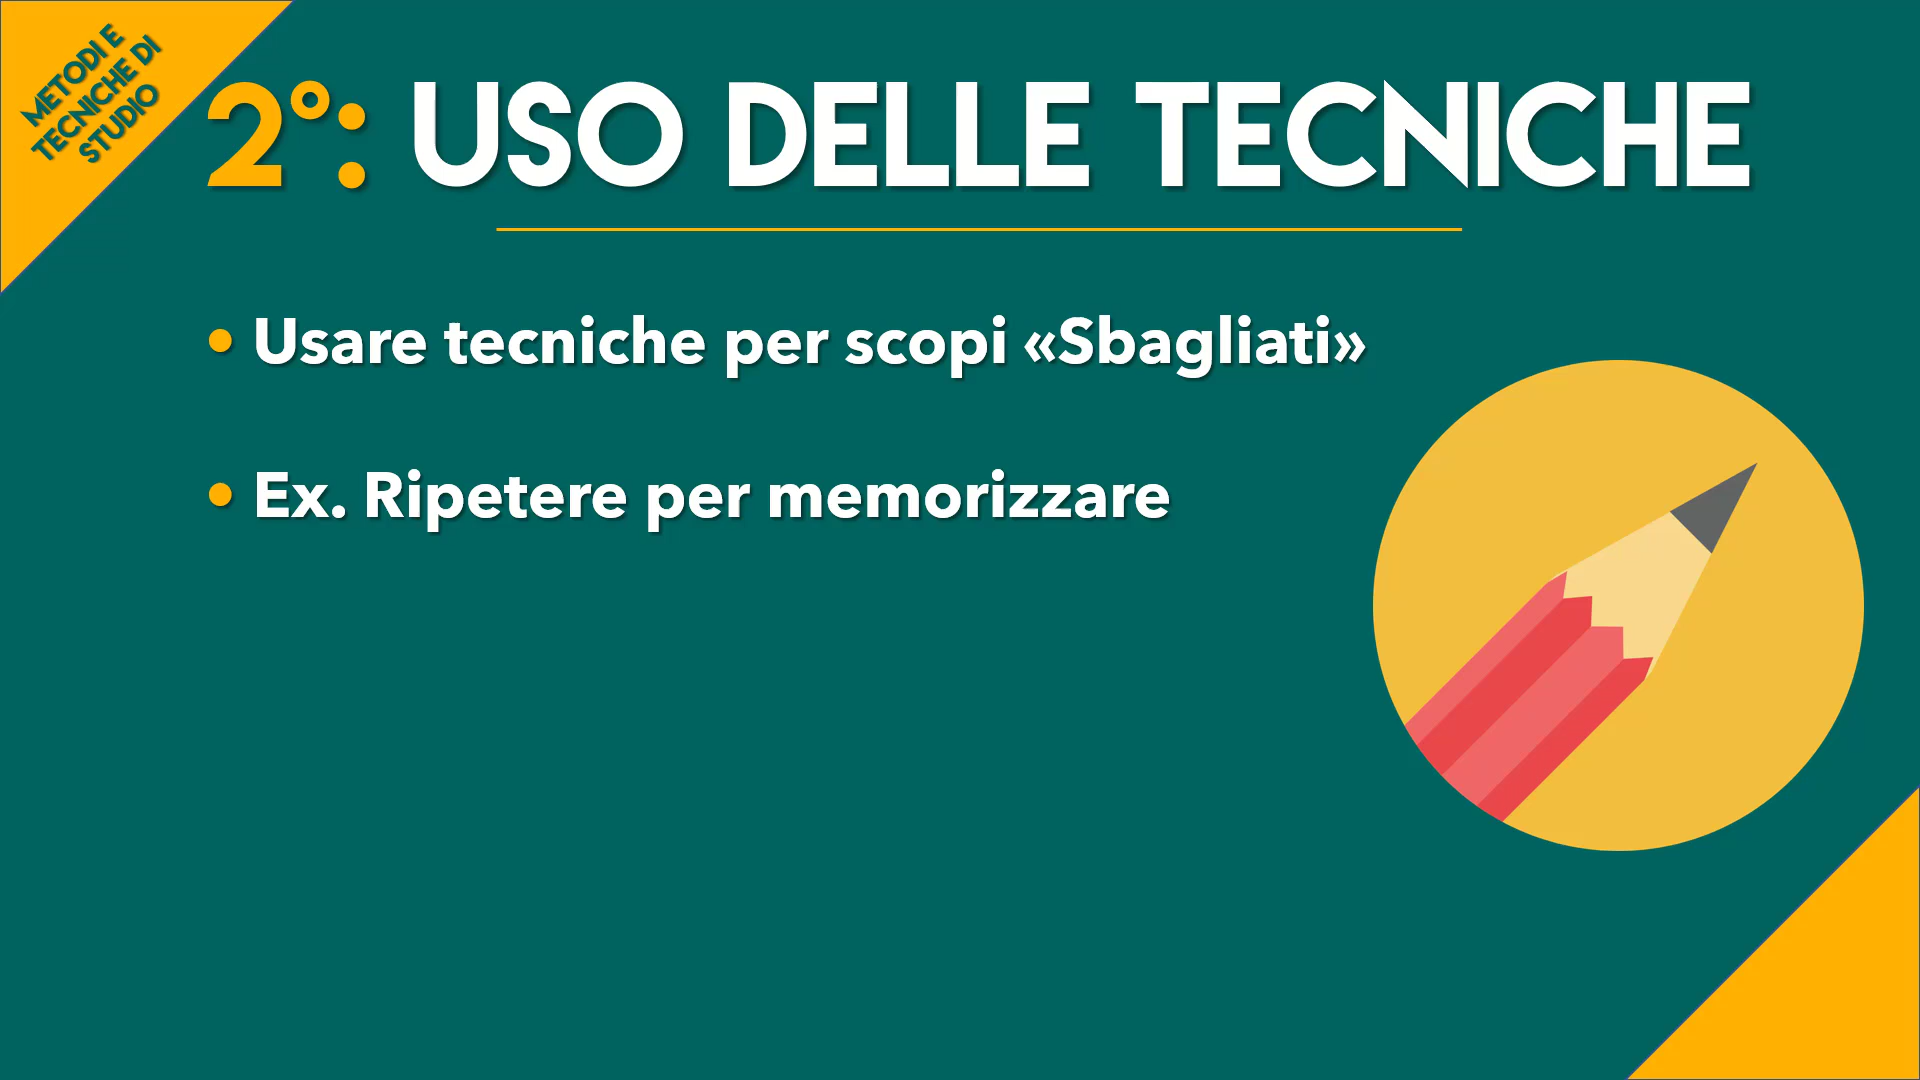 METODI E
TECNICHE DI
STUDIO
2°: USO DELLE TECNICHE
• Usare tecniche per scopi «Sbagliati»
• Ex. Ripetere per memorizzare